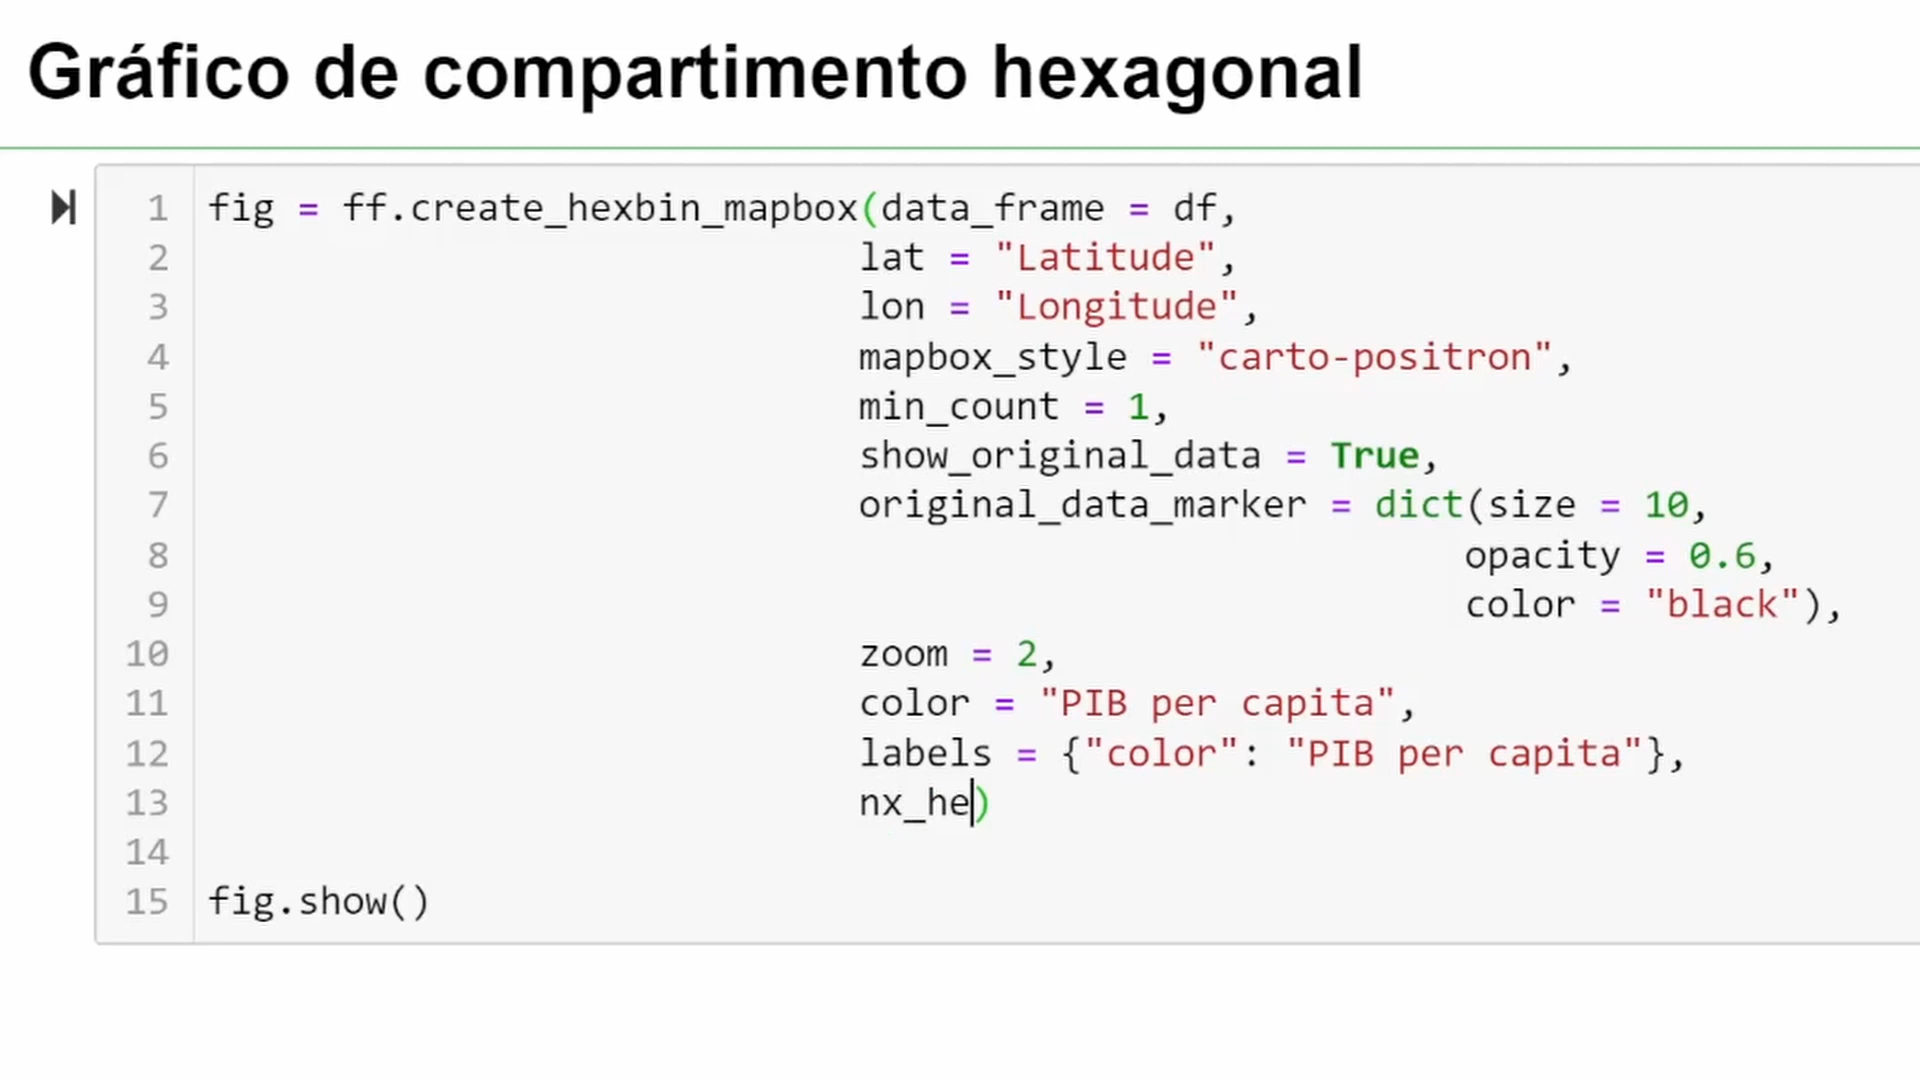 Gráfico de compartimento hexagonal
1 fig = ff.create_hexbin_mapbox(data_frame = df,
2 lat = "Latitude",
3 lon = "Longitude",
4 mapbox_style = "carto-positron",
5 min_count = 1,
6 show_original_data = True,
7 original_data_marker = dict(size = 10,
8 opacity = 0.6,
9 color = "black"),
10 zoom = 2,
11 color = "PIB per capita",
12 labels = {"color": "PIB per capita"},
13 nx_he)
14
15 fig.show()